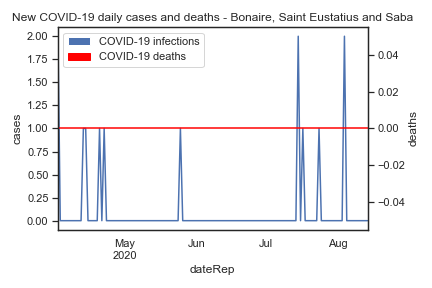 New COVID-19 daily cases and deaths - Bonaire, Saint Eustatius and Saba
COVID-19 infections
COVID-19 deaths
2.00
1.75
1.50
1.25
1.00
0.75
0.50
0.25
0.00
cases
0.04
0.02
0.00
−0.02
−0.04
deaths
May
2020
Jun
Jul
Aug
dateRep